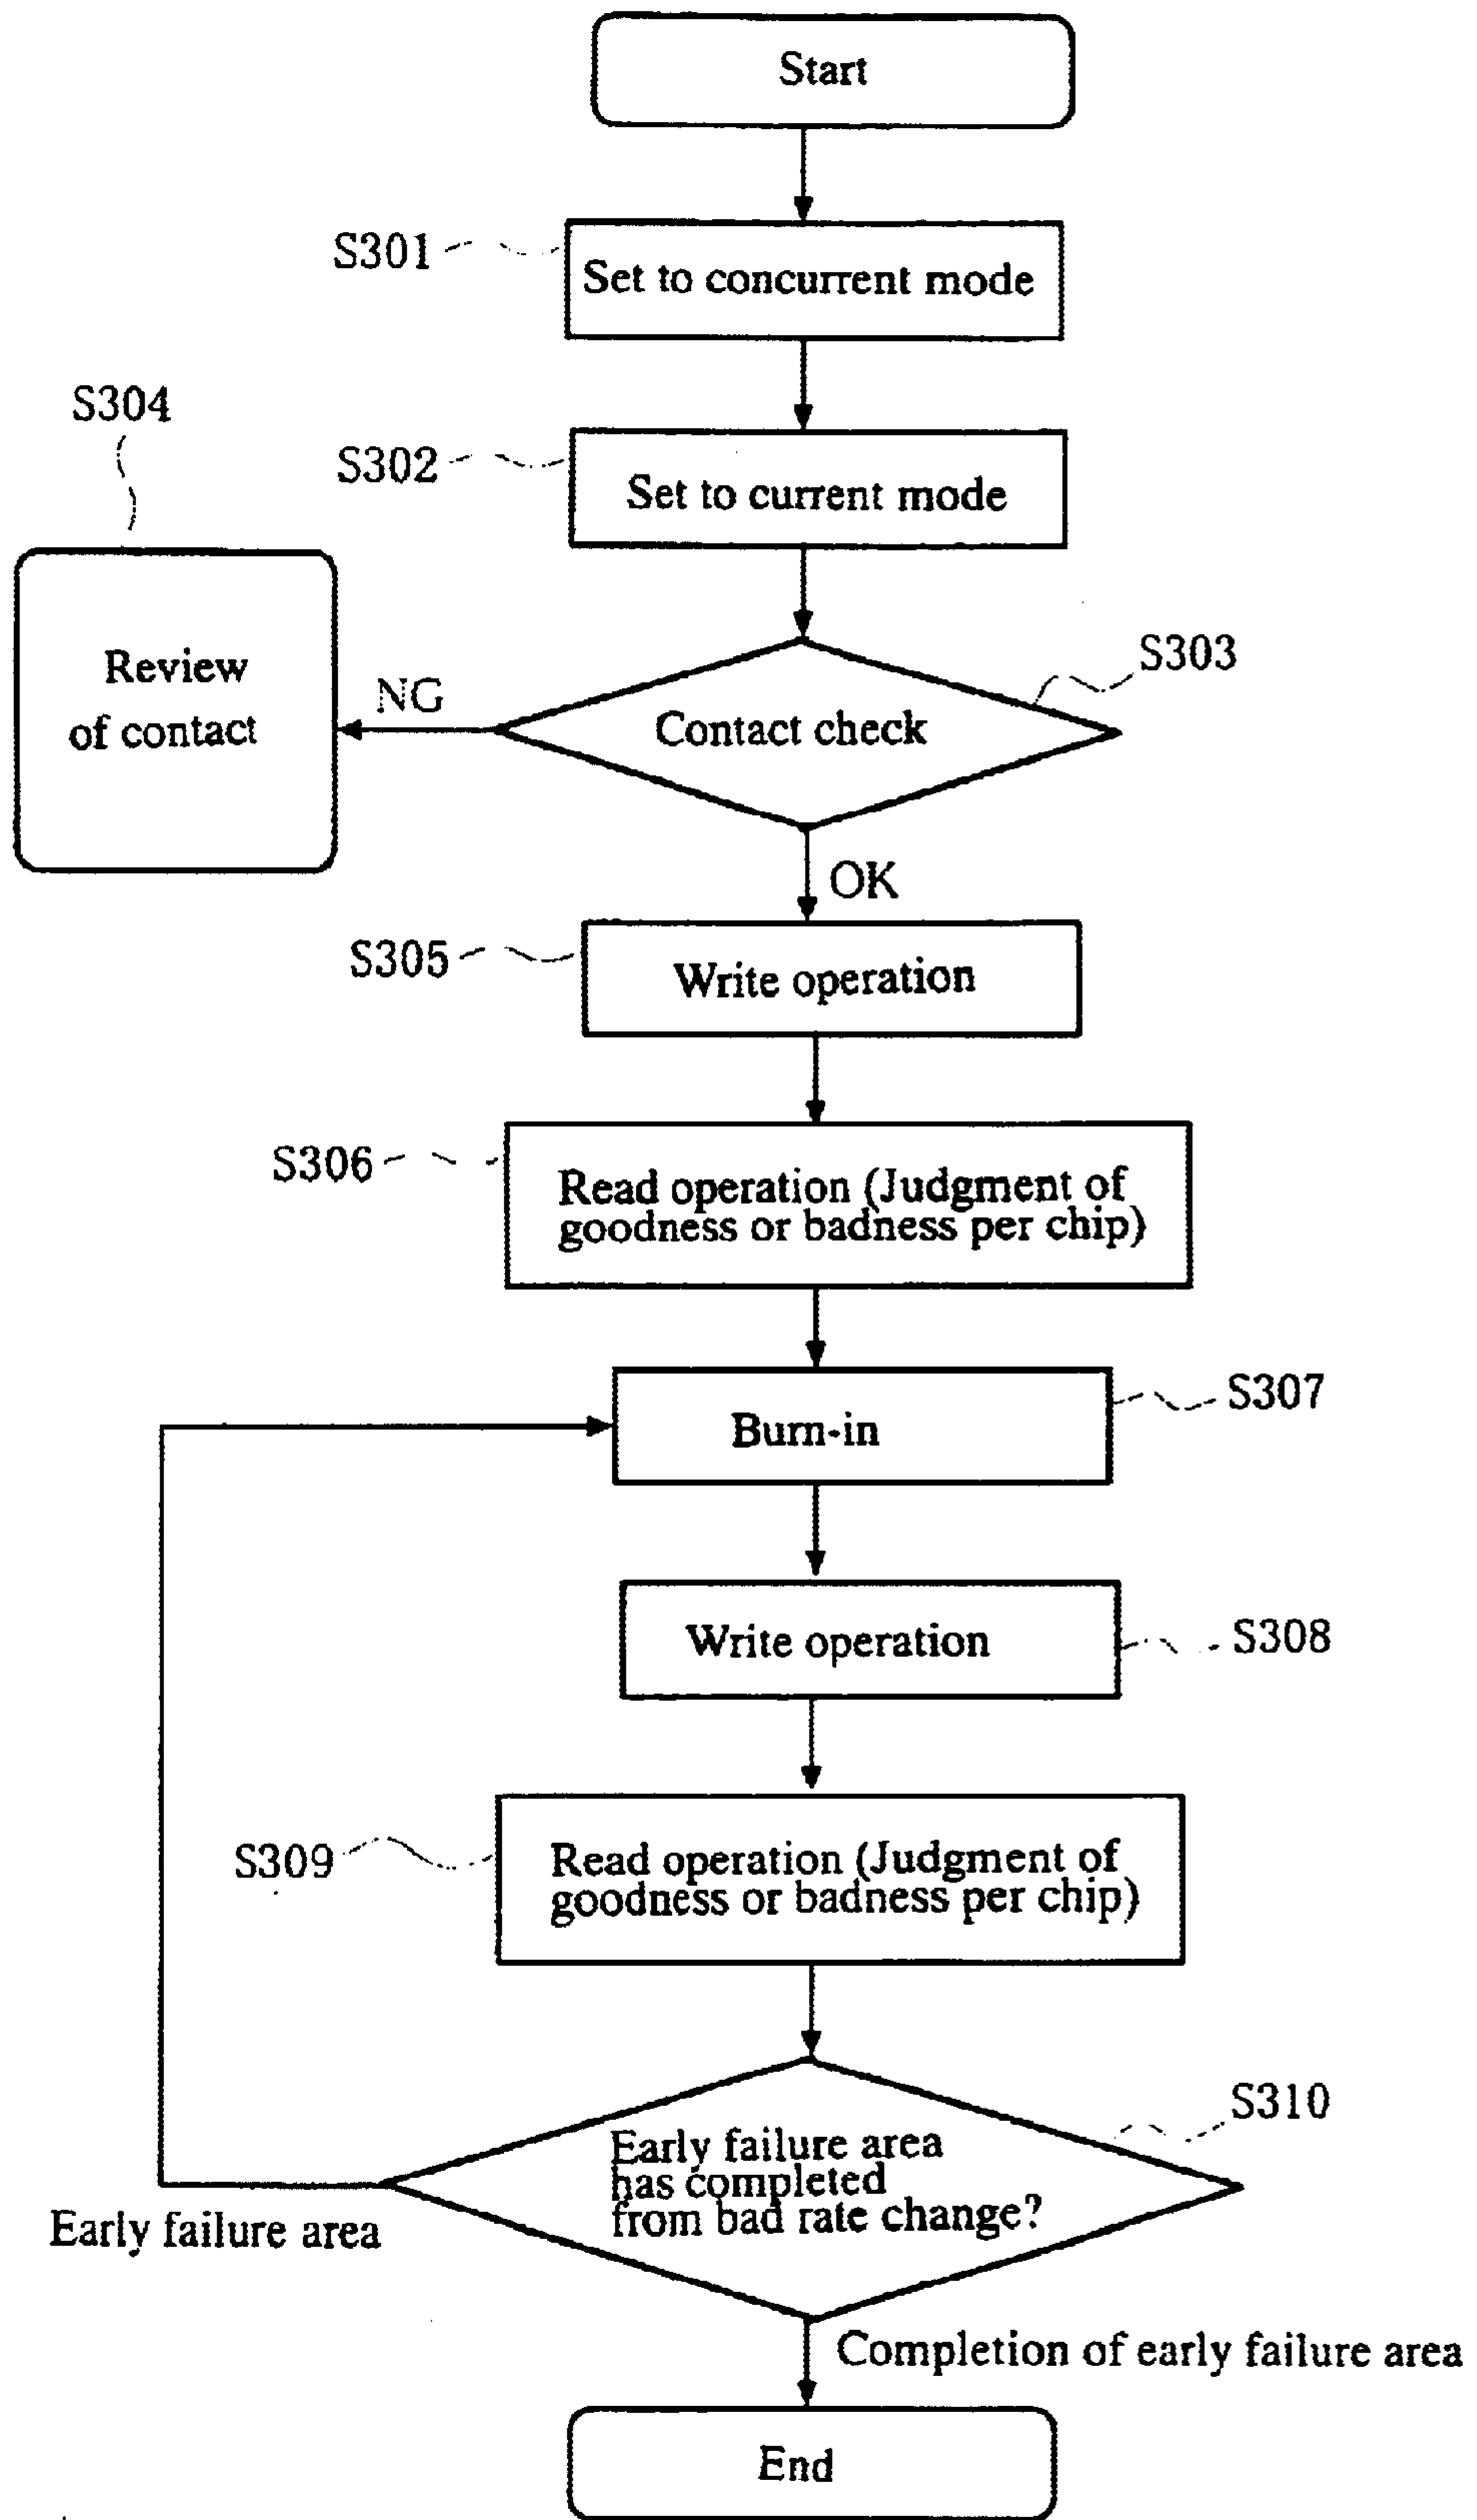 Start
S301
Set to concurrent mode
S304
S302
Set to current mode
S303
Review
of contact
NG
Contact check
OK
S305
Write operation
S306
Read operation (Judgment of
goodness or badness per chip)
S307
Burn-in
Write operation
S308
S309
Read operation (Judgment of
goodness or badness per chip)
S310
Early failure area
has completed
from bad rate change?
Early failure area
Completion of early failure area
End